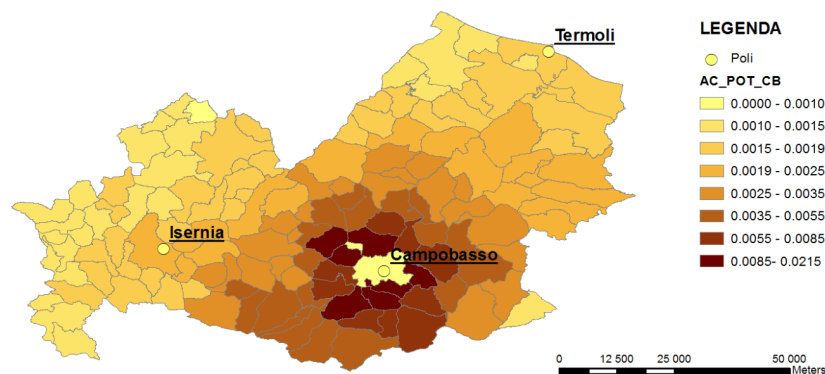 Termoli
Isernia
Campobasso
LEGENDA
Poli
AC_POT_CB
0.0000 - 0.0010
0.0010 - 0.0015
0.0015 - 0.0019
0.0019 - 0.0025
0.0025 - 0.0035
0.0035 - 0.0055
0.0055 - 0.0085
0.0085- 0.0215
0 12 500 25 000 50 000
Meters